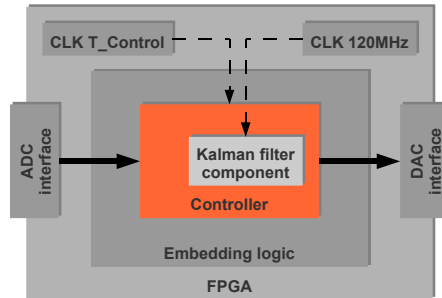 CLK T_Control
CLK 120MHz
ADC
interface
Kalman filter
component
DAC
interface
Controller
Embedding logic
FPGA